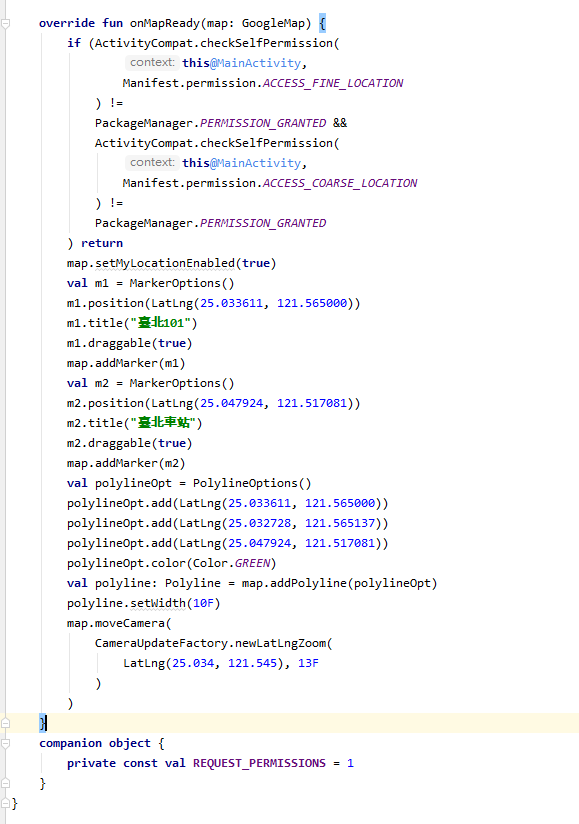 override fun onMapReady(map: GoogleMap) {
if (ActivityCompat.checkSelfPermission(
context: this@MainActivity,
Manifest.permission.ACCESS_FINE_LOCATION
) !=
PackageManager.PERMISSION_GRANTED &&
ActivityCompat.checkSelfPermission(
context: this@MainActivity,
Manifest.permission.ACCESS_COARSE_LOCATION
) !=
PackageManager.PERMISSION_GRANTED
) return
map.setMyLocationEnabled(true)
val m1 = MarkerOptions()
m1.position(LatLng(25.033611, 121.565000))
m1.title("臺北101")
m1.draggable(true)
map.addMarker(m1)
val m2 = MarkerOptions()
m2.position(LatLng(25.047924, 121.517081))
m2.title("臺北車站")
m2.draggable(true)
map.addMarker(m2)
val polylineOpt = PolylineOptions()
polylineOpt.add(LatLng(25.033611, 121.565000))
polylineOpt.add(LatLng(25.032728, 121.565137))
polylineOpt.add(LatLng(25.047924, 121.517081))
polylineOpt.color(Color.GREEN)
val polyline: Polyline = map.addPolyline(polylineOpt)
polyline.setWidth(10F)
map.moveCamera(
CameraUpdateFactory.newLatLngZoom(
LatLng(25.034, 121.545), 13F
)
)
}
companion object {
private const val REQUEST_PERMISSIONS = 1
}
}